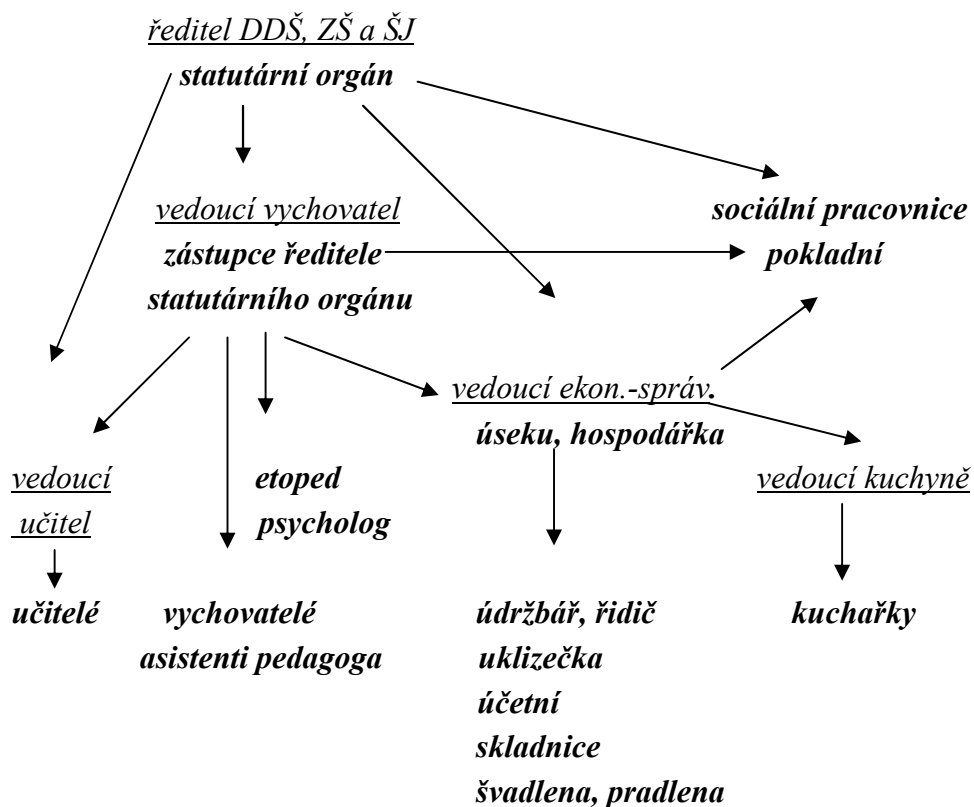 ředitel DDŠ, ZŠ a ŠJ
statutární orgán
vedoucí vychovatel
zástupce ředitele
statutárního orgánu
sociální pracovnice
pokladní
vedoucí ekon.-správ.
úseku, hospodářka
vedoucí
učitel
etoped
psycholog
vedoucí kuchyně
učitelé
vychovatelé
asistenti pedagoga
údržbář, řidič
uklizečka
účetní
skladnice
švadlena, pradlena
kuchařky